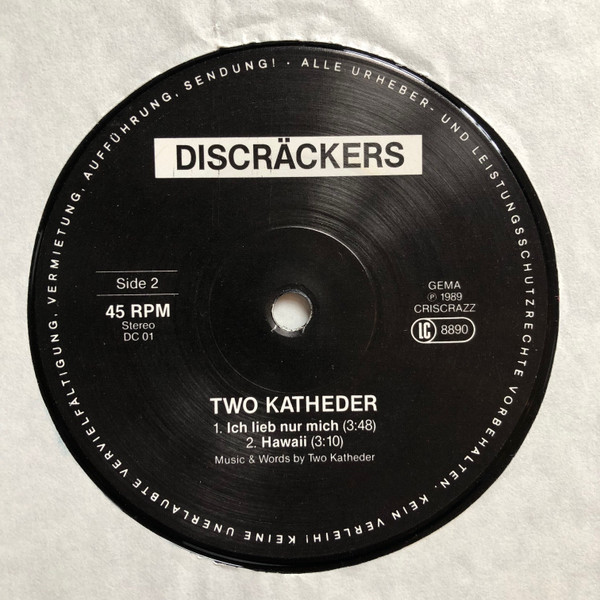 ALLE URHEBER- UND LEISTUNGSSCHUTZRECHTE VORBEHALTEN. KEIN VERLEIH! KEINE UNERLAUBTE VERVIELFÄLTIGUNG, VERMIETUNG, AUFFÜHRUNG, SENDUNG! ·
DISCRÄCKERS
Side 2
45 RPM
Stereo
DC 01
GEMA
Ⓟ 1989
CRISCRAZZ
LC 8890
TWO KATHEDER
1. Ich lieb nur mich (3:48)
2. Hawaii (3:10)
Music & Words by Two Katheder